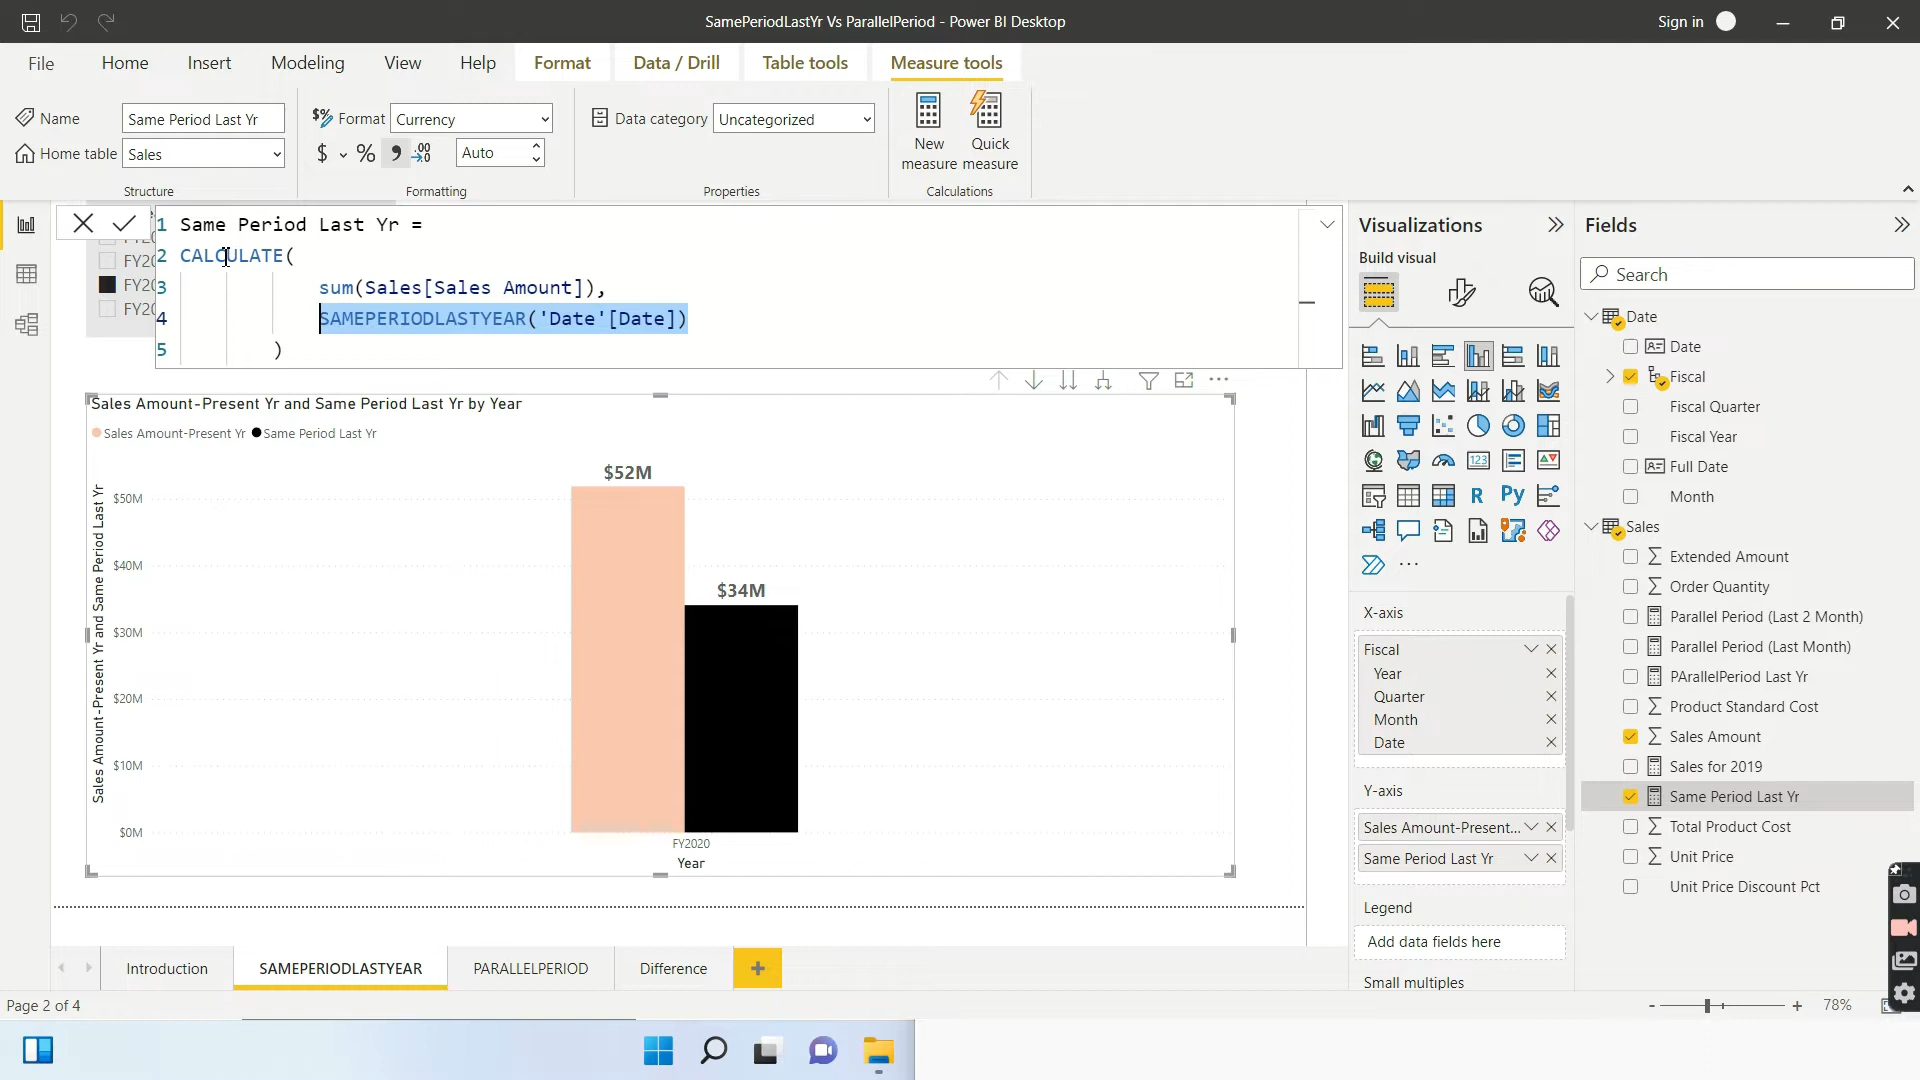 SamePeriodLastYr Vs ParallelPeriod - Power BI Desktop
Sign in
File Home Insert Modeling View Help Format Data / Drill Table tools Measure tools
Name Same Period Last Yr
Home table Sales
Structure
$% Format Currency
$ % , .00 Auto
Formatting
Data category Uncategorized
Properties
New measure
Quick measure
Calculations
FY20
FY20
FY20
1 Same Period Last Yr =
2 CALCULATE(
3 sum(Sales[Sales Amount]),
4 SAMEPERIODLASTYEAR('Date'[Date])
5 )
Sales Amount-Present Yr and Same Period Last Yr by Year
Sales Amount-Present Yr Same Period Last Yr
Sales Amount-Present Yr and Same Period Last Yr
$50M
$40M
$30M
$20M
$10M
$0M
$52M
$34M
FY2020
Year
Visualizations
Build visual
123
R
Py
X-axis
Fiscal
Year
Quarter
Month
Date
Y-axis
Sales Amount-Present...
Same Period Last Yr
Legend
Add data fields here
Small multiples
Fields
Search
Date
Date
Fiscal
Fiscal Quarter
Fiscal Year
Full Date
Month
Sales
Extended Amount
Order Quantity
Parallel Period (Last 2 Month)
Parallel Period (Last Month)
PArallelPeriod Last Yr
Product Standard Cost
Sales Amount
Sales for 2019
Same Period Last Yr
Total Product Cost
Unit Price
Unit Price Discount Pct
Introduction SAMEPERIODLASTYEAR PARALLELPERIOD Difference +
Page 2 of 4
- + 78%